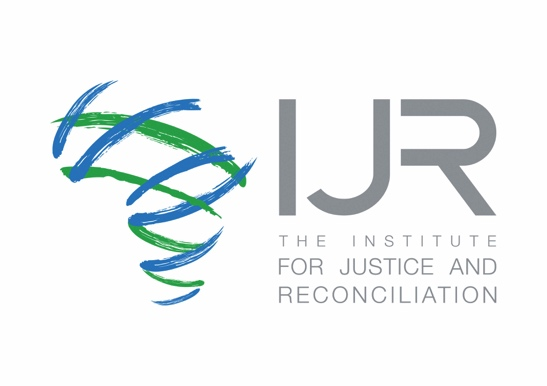 IJR
THE INSTITUTE
FOR JUSTICE AND
RECONCILIATION